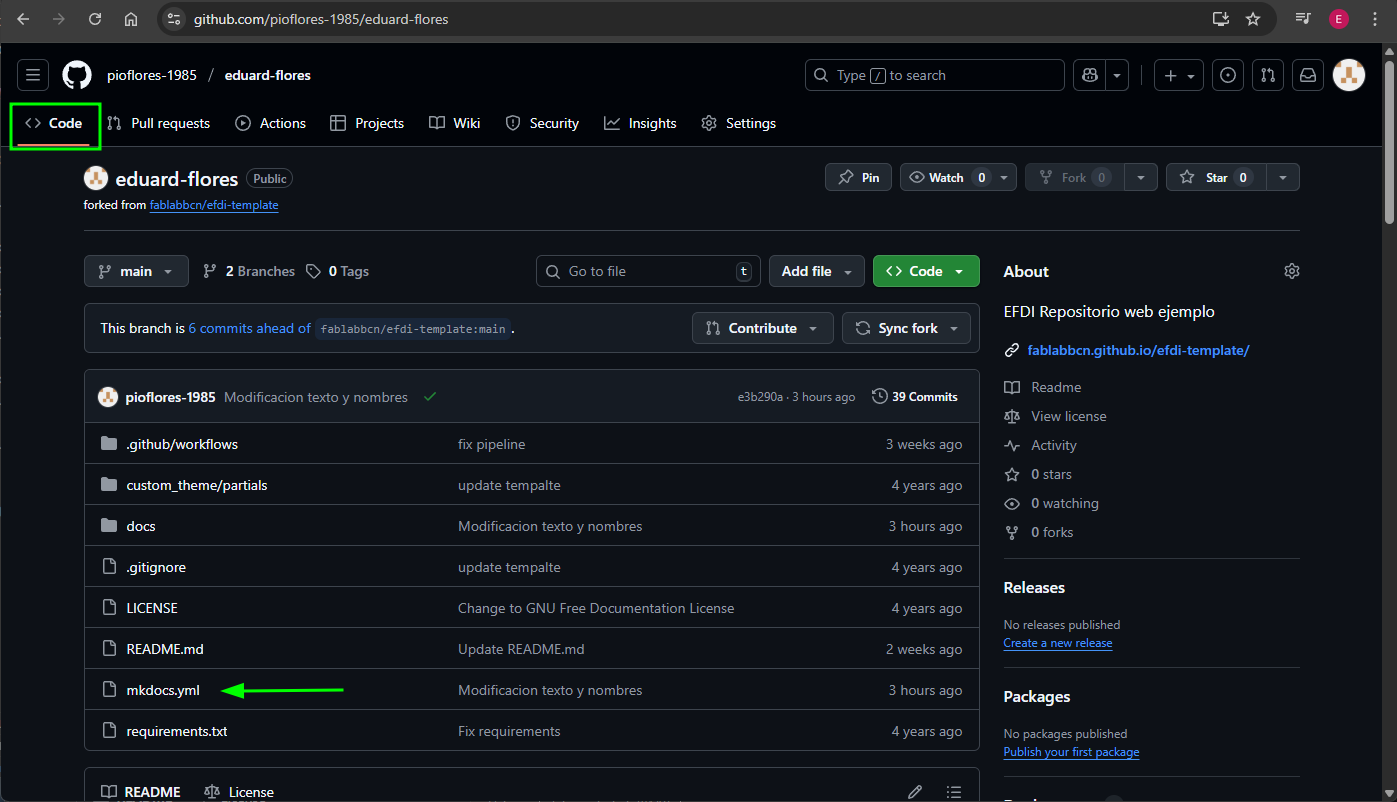 github.com/pioflores-1985/eduard-flores
E
pioflores-1985 / eduard-flores
Type / to search
Code
Pull requests
Actions
Projects
Wiki
Security
Insights
Settings
eduard-flores Public
Pin
Watch 0
Fork 0
Star 0
forked from fablabbcn/efdi-template
main
2 Branches
0 Tags
Go to file t
Add file
Code
This branch is 6 commits ahead of fablabbcn/efdi-template:main .
Contribute
Sync fork
pioflores-1985 Modificacion texto y nombres e3b290a · 3 hours ago 39 Commits
.github/workflows fix pipeline 3 weeks ago
custom_theme/partials update tempalte 4 years ago
docs Modificacion texto y nombres 3 hours ago
.gitignore update tempalte 4 years ago
LICENSE Change to GNU Free Documentation License 4 years ago
README.md Update README.md 2 weeks ago
mkdocs.yml Modificacion texto y nombres 3 hours ago
requirements.txt Fix requirements 4 years ago
README License
About
EFDI Repositorio web ejemplo
fablabbcn.github.io/efdi-template/
Readme
View license
Activity
0 stars
0 watching
0 forks
Releases
No releases published
Create a new release
Packages
No packages published
Publish your first package